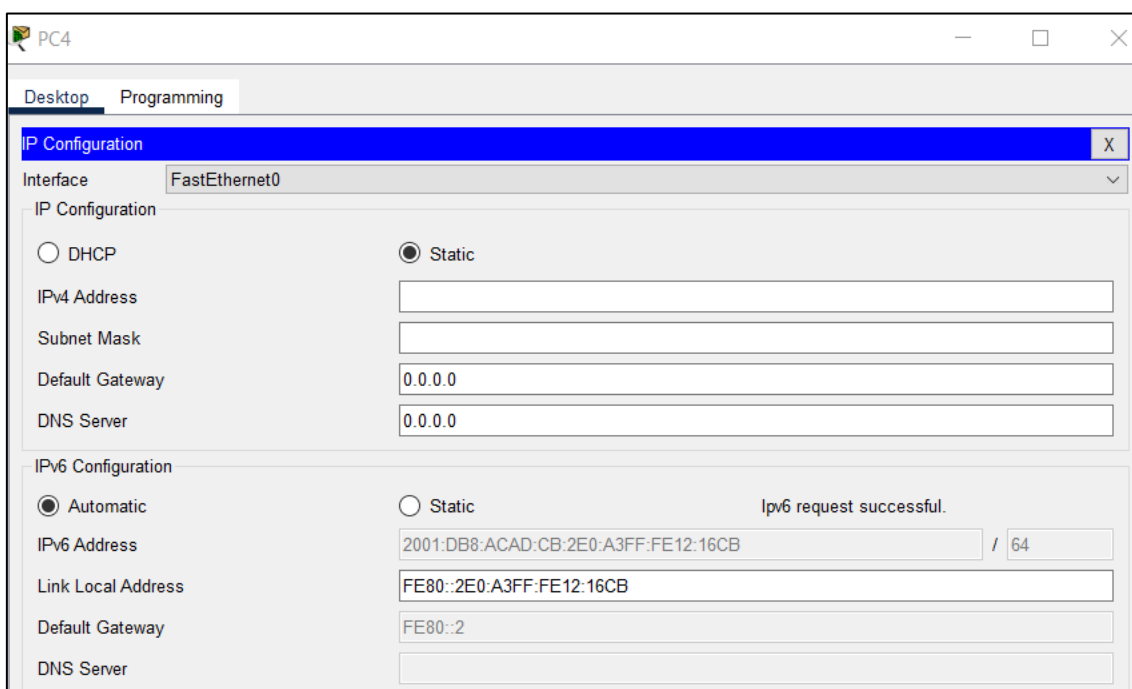 PC4
Desktop Programming
IP Configuration X
Interface FastEthernet0
IP Configuration
DHCP Static
IPv4 Address
Subnet Mask
Default Gateway 0.0.0.0
DNS Server 0.0.0.0
IPv6 Configuration
Automatic Static Ipv6 request successful.
IPv6 Address 2001:DB8:ACAD:CB:2E0:A3FF:FE12:16CB / 64
Link Local Address FE80::2E0:A3FF:FE12:16CB
Default Gateway FE80::2
DNS Server